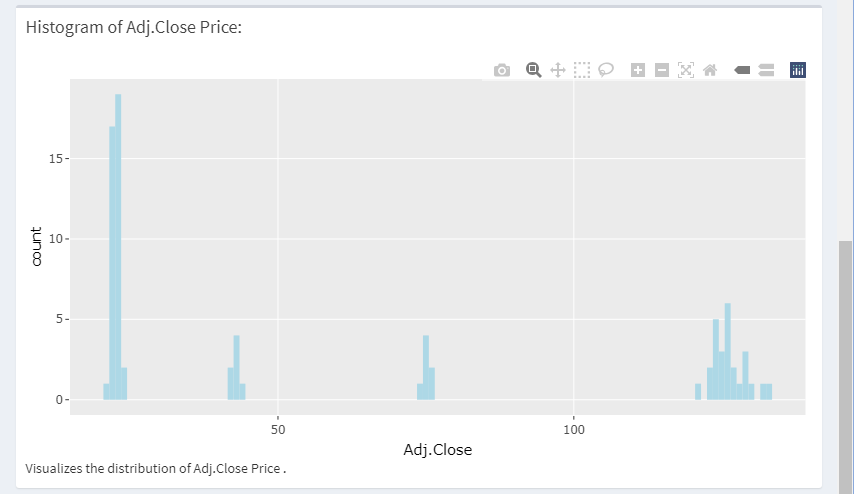 Histogram of Adj.Close Price:
15
10
5
0
count
50
100
Adj.Close
Visualizes the distribution of Adj.Close Price .